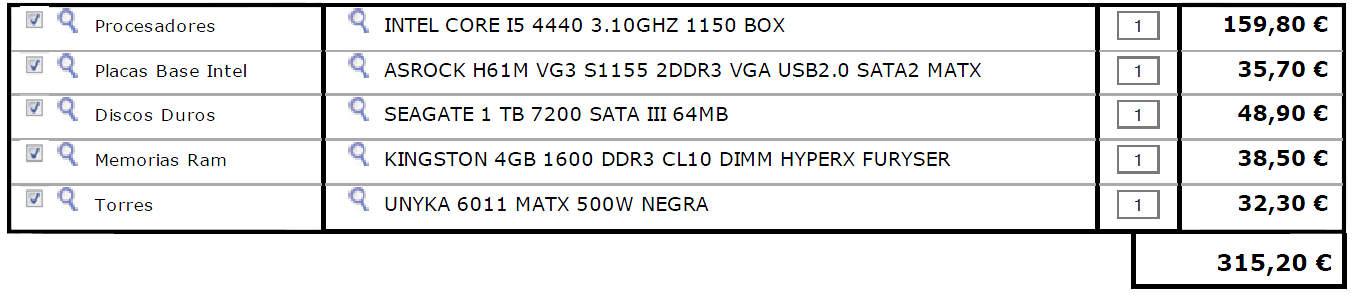 Procesadores INTEL CORE I5 4440 3.10GHZ 1150 BOX 1 159,80 €
Placas Base Intel ASROCK H61M VG3 S1155 2DDR3 VGA USB2.0 SATA2 MATX 1 35,70 €
Discos Duros SEAGATE 1 TB 7200 SATA III 64MB 1 48,90 €
Memorias Ram KINGSTON 4GB 1600 DDR3 CL10 DIMM HYPERX FURYSER 1 38,50 €
Torres UNYKA 6011 MATX 500W NEGRA 1 32,30 €
315,20 €